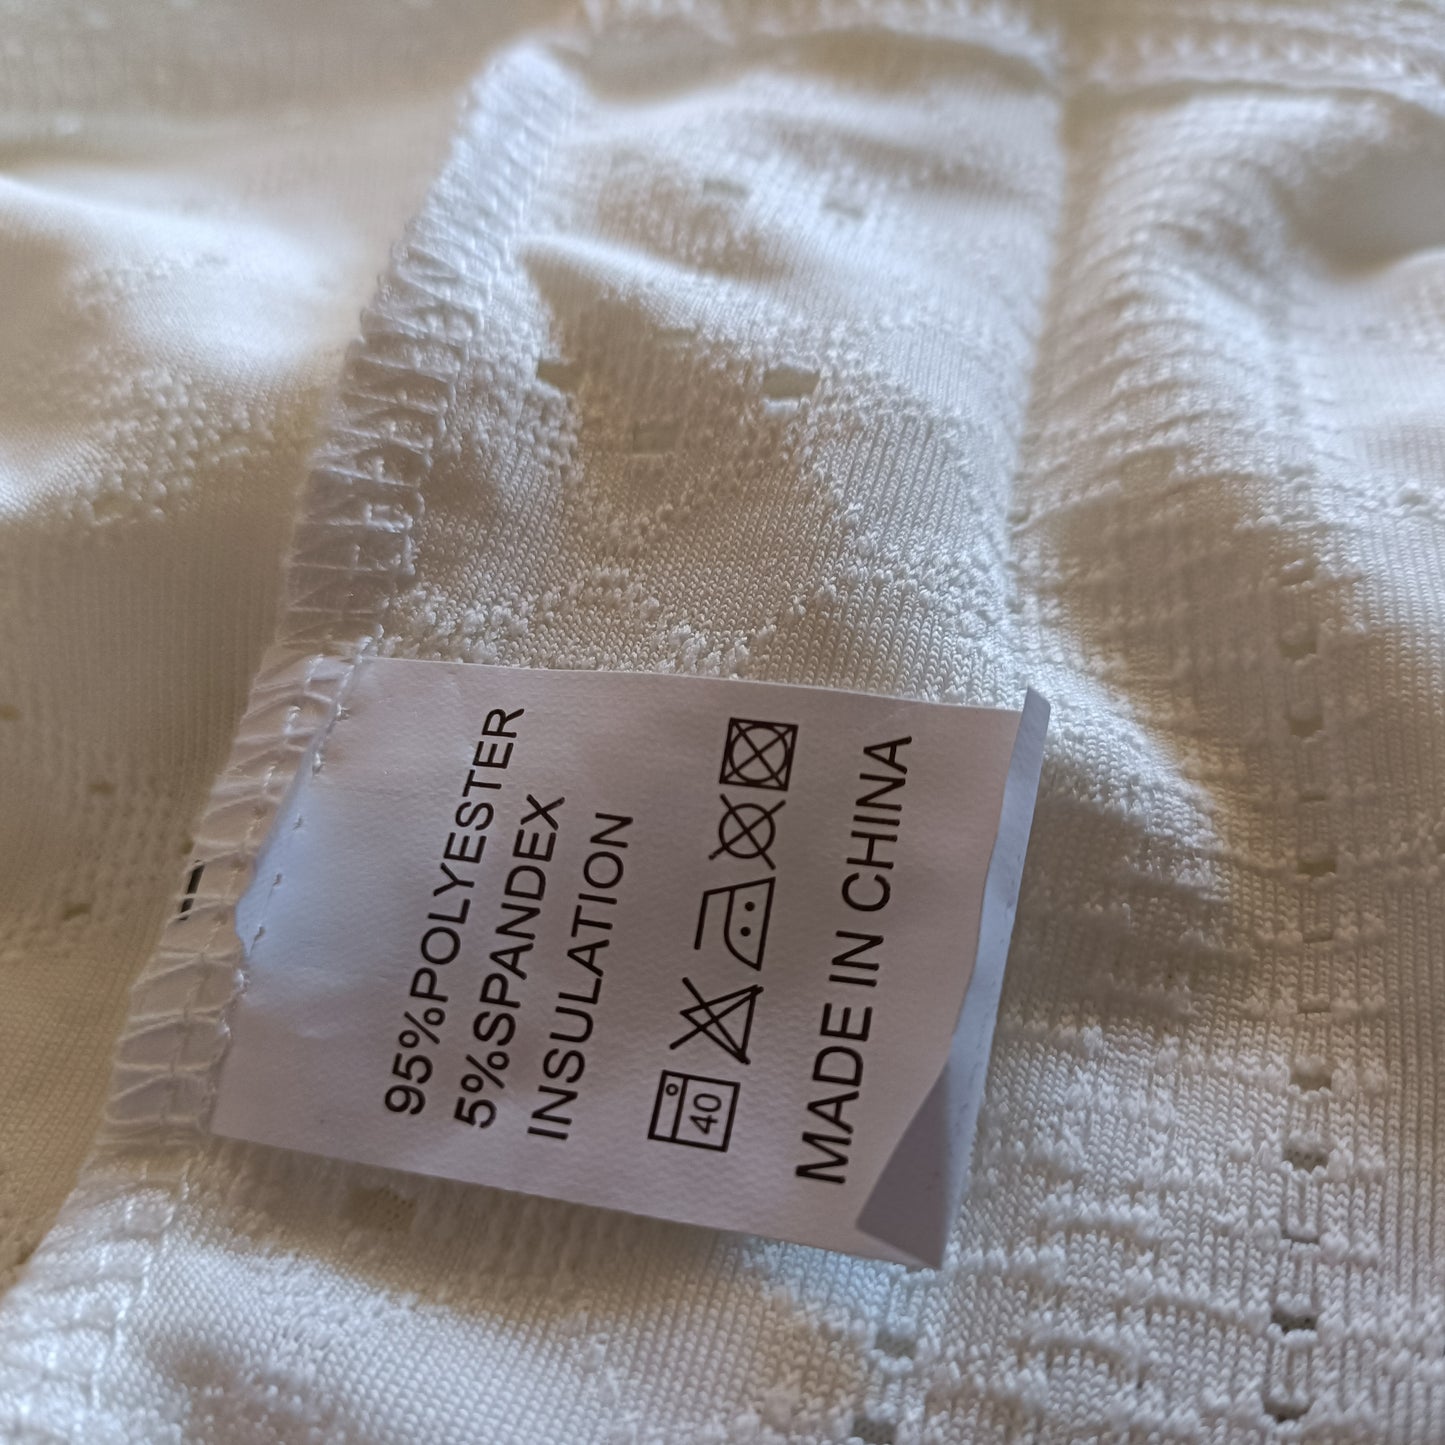 95%POLYESTER
5%SPANDEX
INSULATION
40
MADE IN CHINA